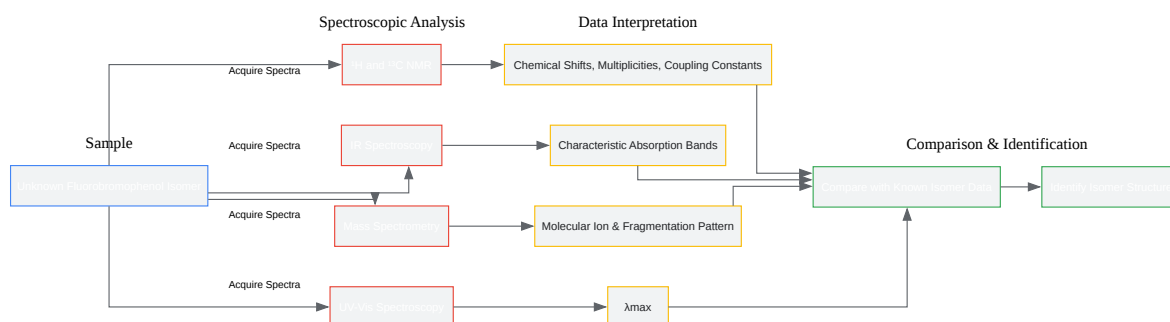 Spectroscopic Analysis
Data Interpretation
¹H and ¹³C NMR
Chemical Shifts, Multiplicities, Coupling Constants
Acquire Spectra
Sample
Acquire Spectra
IR Spectroscopy
Characteristic Absorption Bands
Comparison & Identification
Unknown Fluorobromophenol Isomer
Compare with Known Isomer Data
Identify Isomer Structure
Acquire Spectra
Mass Spectrometry
Molecular Ion & Fragmentation Pattern
Acquire Spectra
UV-Vis Spectroscopy
λmax